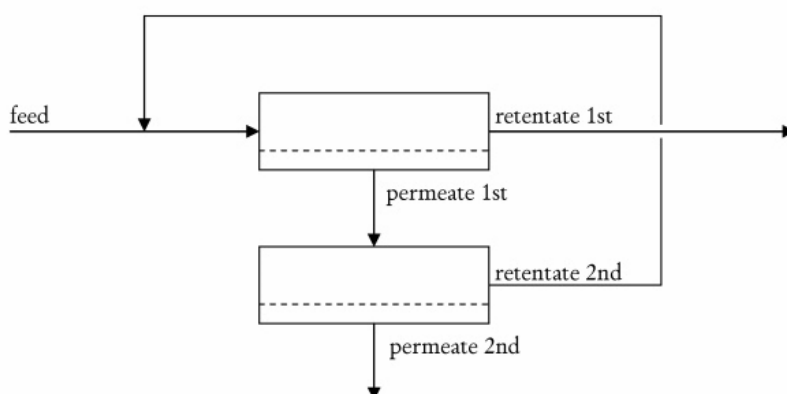 feed
retentate 1st
permeate 1st
retentate 2nd
permeate 2nd